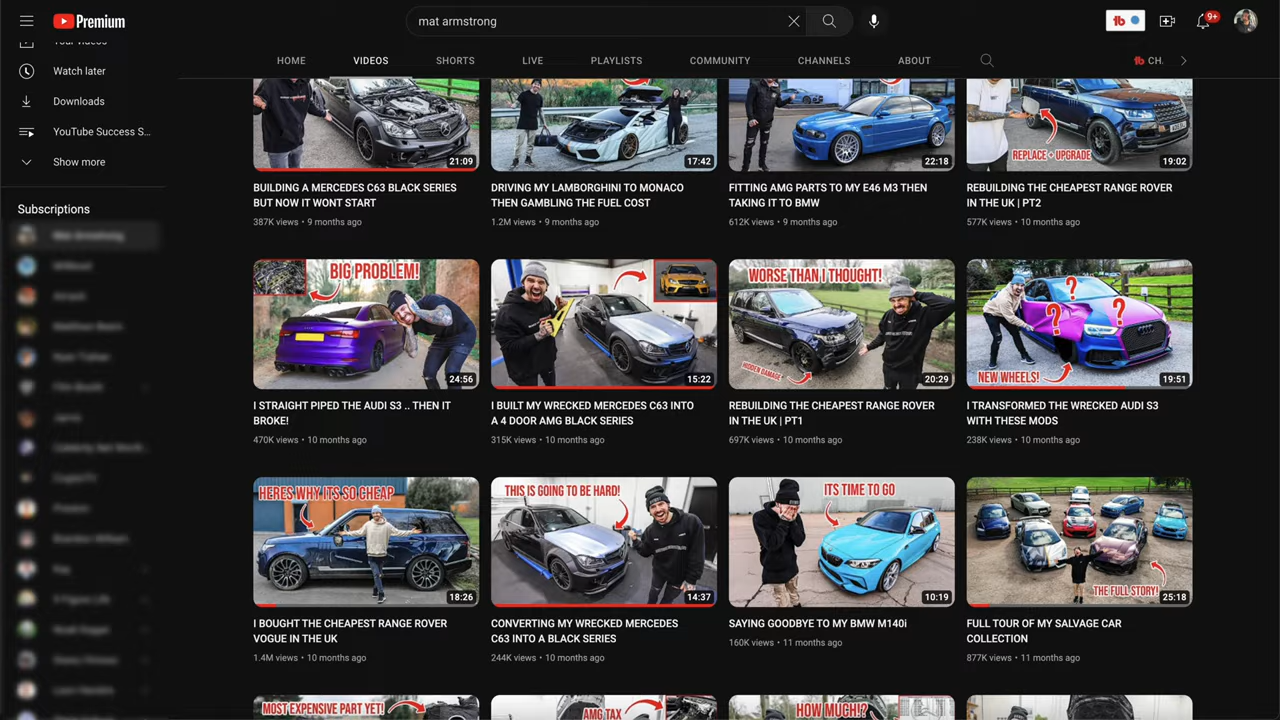 Premium
mat armstrong
9+
Your videos
Watch later
Downloads
YouTube Success S...
Show more
Subscriptions
HOME
VIDEOS
SHORTS
LIVE
PLAYLISTS
COMMUNITY
CHANNELS
ABOUT
CH.
21:09
17:42
22:18
REPLACE + UPGRADE
19:02
BUILDING A MERCEDES C63 BLACK SERIES
BUT NOW IT WONT START
387K views • 9 months ago
DRIVING MY LAMBORGHINI TO MONACO
THEN GAMBLING THE FUEL COST
1.2M views • 9 months ago
FITTING AMG PARTS TO MY E46 M3 THEN
TAKING IT TO BMW
612K views • 9 months ago
REBUILDING THE CHEAPEST RANGE ROVER
IN THE UK | PT2
577K views • 10 months ago
BIG PROBLEM!
24:56
15:22
WORSE THAN I THOUGHT!
HIDDEN DAMAGE
20:29
? ? ?
NEW WHEELS!
19:51
I STRAIGHT PIPED THE AUDI S3 .. THEN IT
BROKE!
470K views • 10 months ago
I BUILT MY WRECKED MERCEDES C63 INTO
A 4 DOOR AMG BLACK SERIES
315K views • 10 months ago
REBUILDING THE CHEAPEST RANGE ROVER
IN THE UK | PT1
697K views • 10 months ago
I TRANSFORMED THE WRECKED AUDI S3
WITH THESE MODS
238K views • 10 months ago
HERES WHY ITS SO CHEAP
18:26
THIS IS GOING TO BE HARD!
14:37
ITS TIME TO GO
10:19
THE FULL STORY!
25:18
I BOUGHT THE CHEAPEST RANGE ROVER
VOGUE IN THE UK
1.4M views • 10 months ago
CONVERTING MY WRECKED MERCEDES
C63 INTO A BLACK SERIES
244K views • 10 months ago
SAYING GOODBYE TO MY BMW M140i
160K views • 11 months ago
FULL TOUR OF MY SALVAGE CAR
COLLECTION
877K views • 11 months ago
MOST EXPENSIVE PART YET!
AMG TAX
HOW MUCH!?